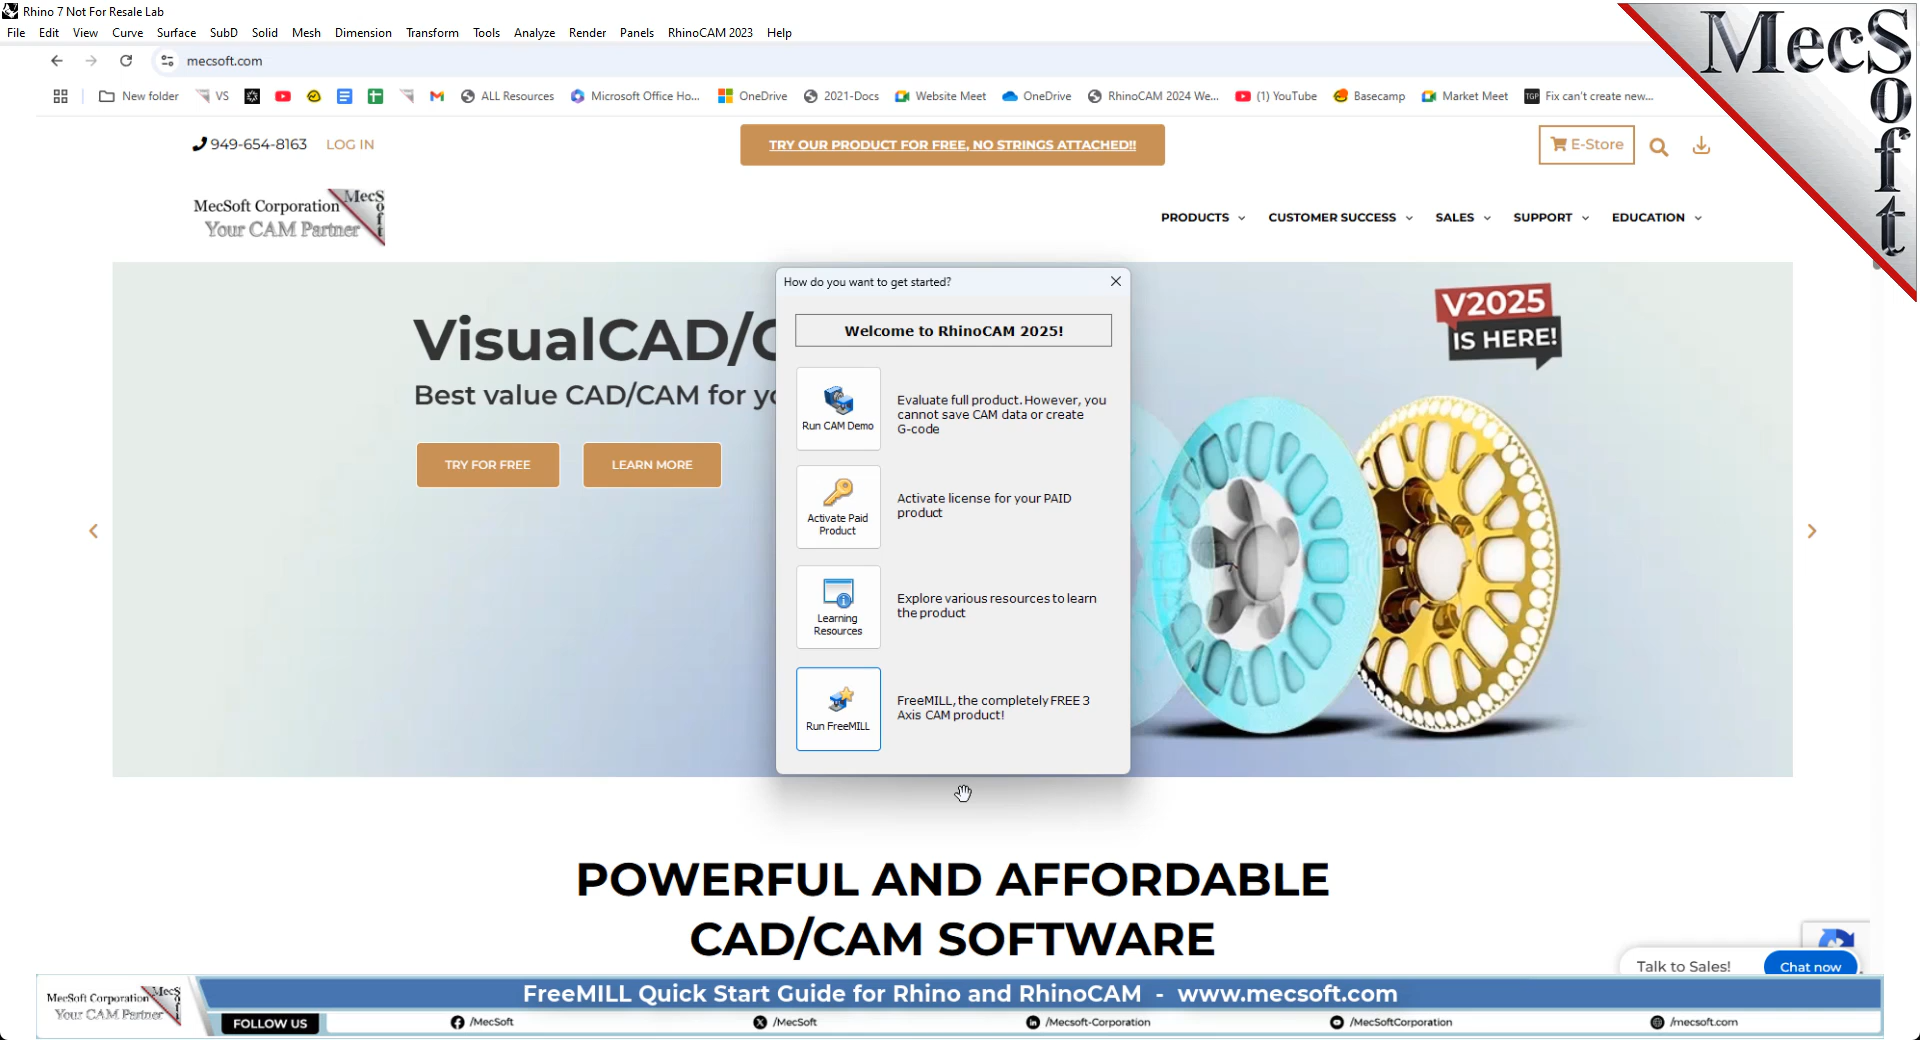 Rhino 7 Not For Resale Lab
File Edit View Curve Surface SubD Solid Mesh Dimension Transform Tools Analyze Render Panels RhinoCAM 2023 Help
mecsoft.com
New folder VS ALL Resources Microsoft Office Ho... OneDrive 2021-Docs Website Meet OneDrive RhinoCAM 2024 We... (1) YouTube Basecamp Market Meet TGP Fix can't create new...
MecSoft
949-654-8163 LOG IN
TRY OUR PRODUCT FOR FREE, NO STRINGS ATTACHED!!
E-Store
MecSoft Corporation
Your CAM Partner
MecSoft
PRODUCTS CUSTOMER SUCCESS SALES SUPPORT EDUCATION
VisualCAD/C
Best value CAD/CAM for yo
TRY FOR FREE LEARN MORE
V2025
IS HERE!
How do you want to get started?
Welcome to RhinoCAM 2025!
Run CAM Demo
Evaluate full product. However, you
cannot save CAM data or create
G-code
Activate Paid
Product
Activate license for your PAID
product
Learning
Resources
Explore various resources to learn
the product
Run FreeMILL
FreeMILL, the completely FREE 3
Axis CAM product!
POWERFUL AND AFFORDABLE
CAD/CAM SOFTWARE
Talk to Sales! Chat now
MecSoft Corporation
Your CAM Partner
MecSoft
FreeMILL Quick Start Guide for Rhino and RhinoCAM - www.mecsoft.com
FOLLOW US /MecSoft /MecSoft /Mecsoft-Corporation /MecSoftCorporation /mecsoft.com